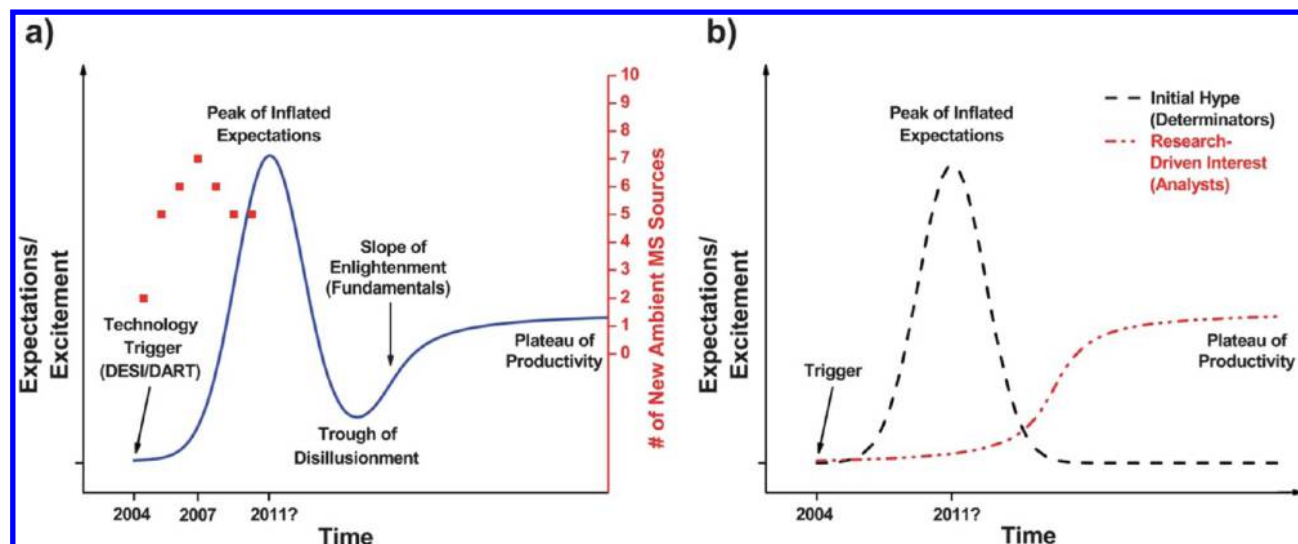 a)
Expectations/
Excitement
Peak of Inflated
Expectations
Technology
Trigger
(DESI/DART)
Slope of
Enlightenment
(Fundamentals)
Trough of
Disillusionment
Plateau of
Productivity
10
9
8
7
6
5
4
3
2
1
0
# of New Ambient MS Sources
2004
2007
2011?
Time
b)
Expectations/
Excitement
Peak of Inflated
Expectations
Initial Hype
(Determinators)
Research-
Driven Interest
(Analysts)
Trigger
Plateau of
Productivity
2004
2011?
Time